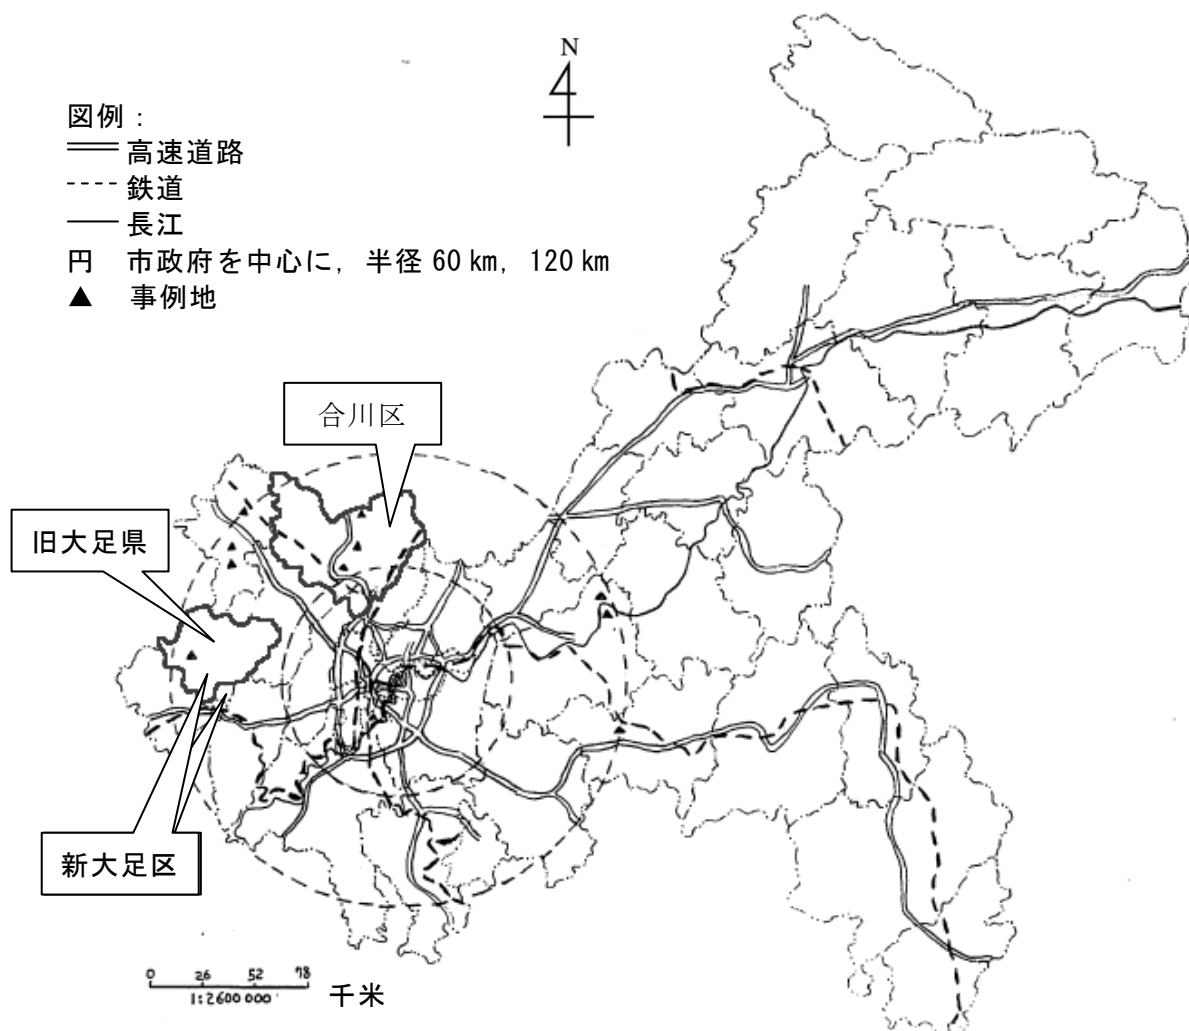 N
図例：
高速道路
鉄道
長江
円 市政府を中心に，半径 60 km，120 km
▲ 事例地
合川区
旧大足県
新大足区
0 26 52 78
1:2600000 千米